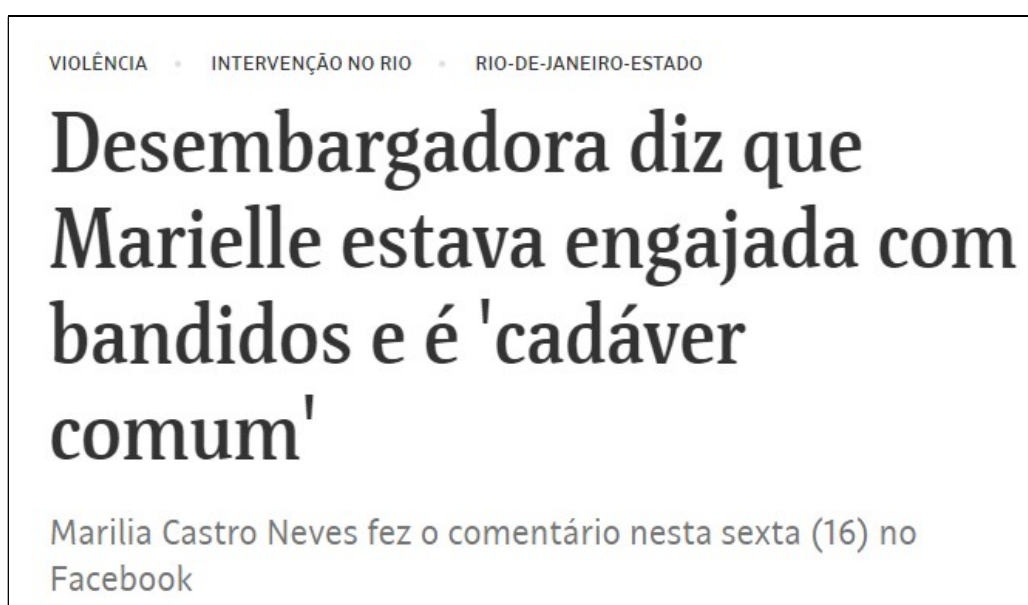 VIOLÊNCIA • INTERVENÇÃO NO RIO • RIO-DE-JANEIRO-ESTADO
Desembargadora diz que
Marielle estava engajada com
bandidos e é 'cadáver
comum'
Marilia Castro Neves fez o comentário nesta sexta (16) no
Facebook